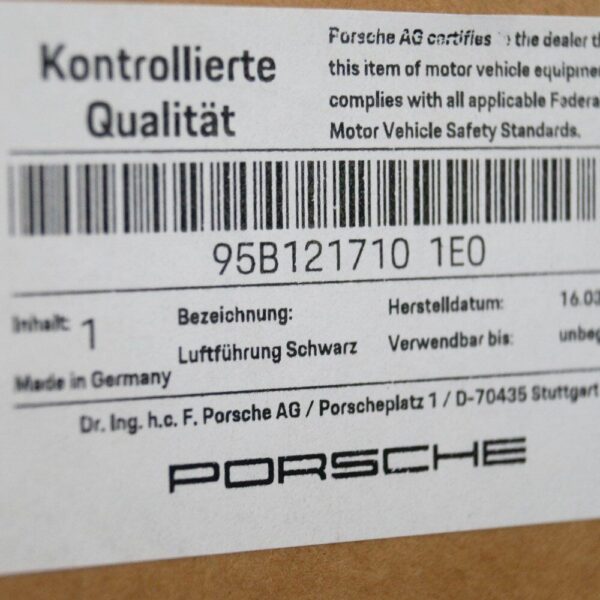 Kontrollierte
Qualität
Porsche AG certifies the dealer
this item of motor vehicle
complies with all applicable
Motor Vehicle Safety Standards.
95B121710 1E0
Inhalt: 1
Bezeichnung:
Luftführung Schwarz
Herstelldatum: 16.03
Verwendbar bis:
Made in Germany
Dr. Ing. h.c. F. Porsche AG / Porscheplatz 1 / D-70435 Stuttgart
PORSCHE